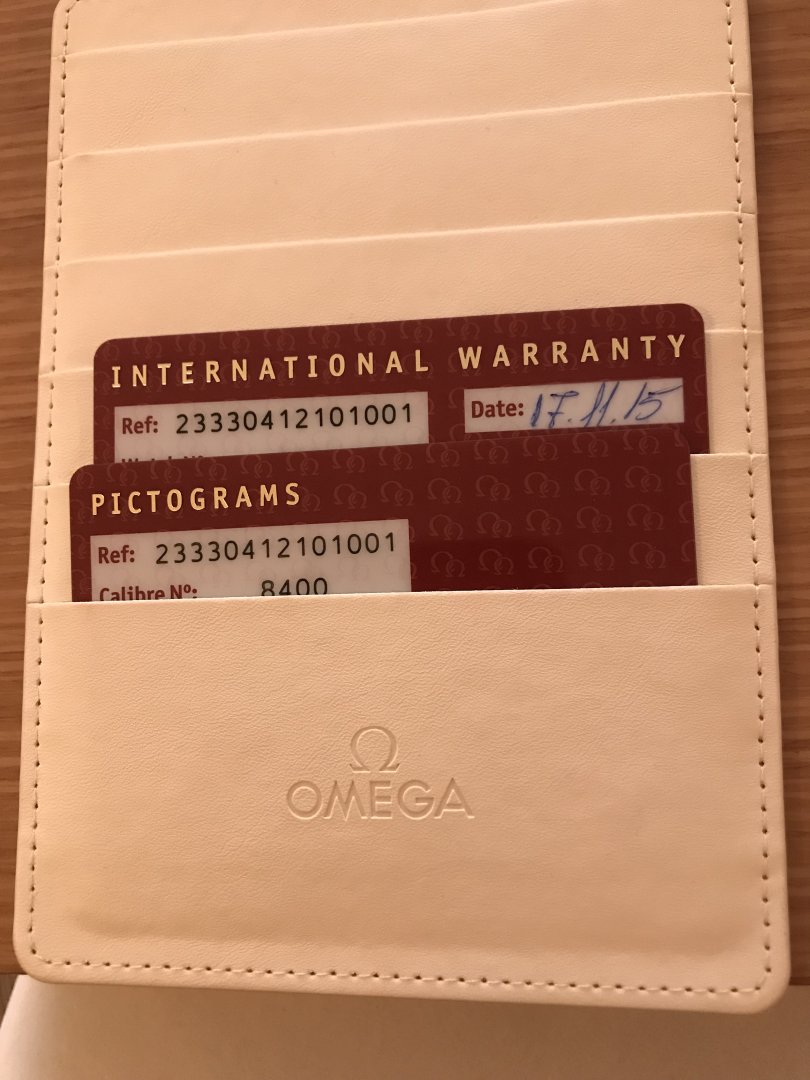 INTERNATIONAL WARRANTY
Ref: 23330412101001
Date: 17.11.15
PICTOGRAMS
Ref: 23330412101001
Calibre Nº: 8400
Ω
OMEGA